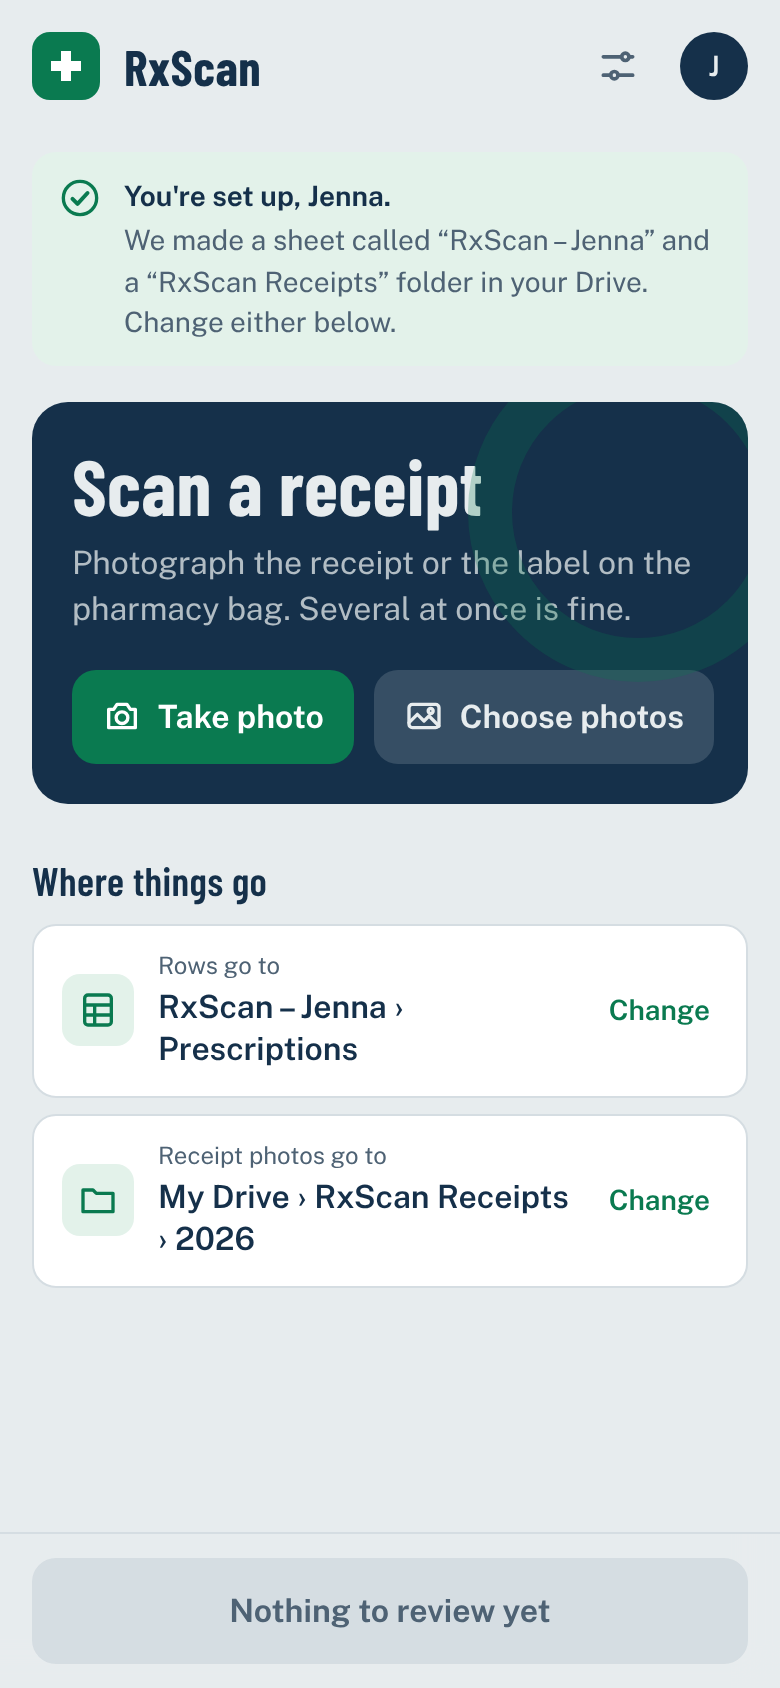 RxScan
J
You're set up, Jenna.
We made a sheet called “RxScan – Jenna” and
a “RxScan Receipts” folder in your Drive.
Change either below.
Scan a receipt
Photograph the receipt or the label on the
pharmacy bag. Several at once is fine.
Take photo
Choose photos
Where things go
Rows go to
RxScan – Jenna ›
Prescriptions
Change
Receipt photos go to
My Drive › RxScan Receipts
› 2026
Change
Nothing to review yet